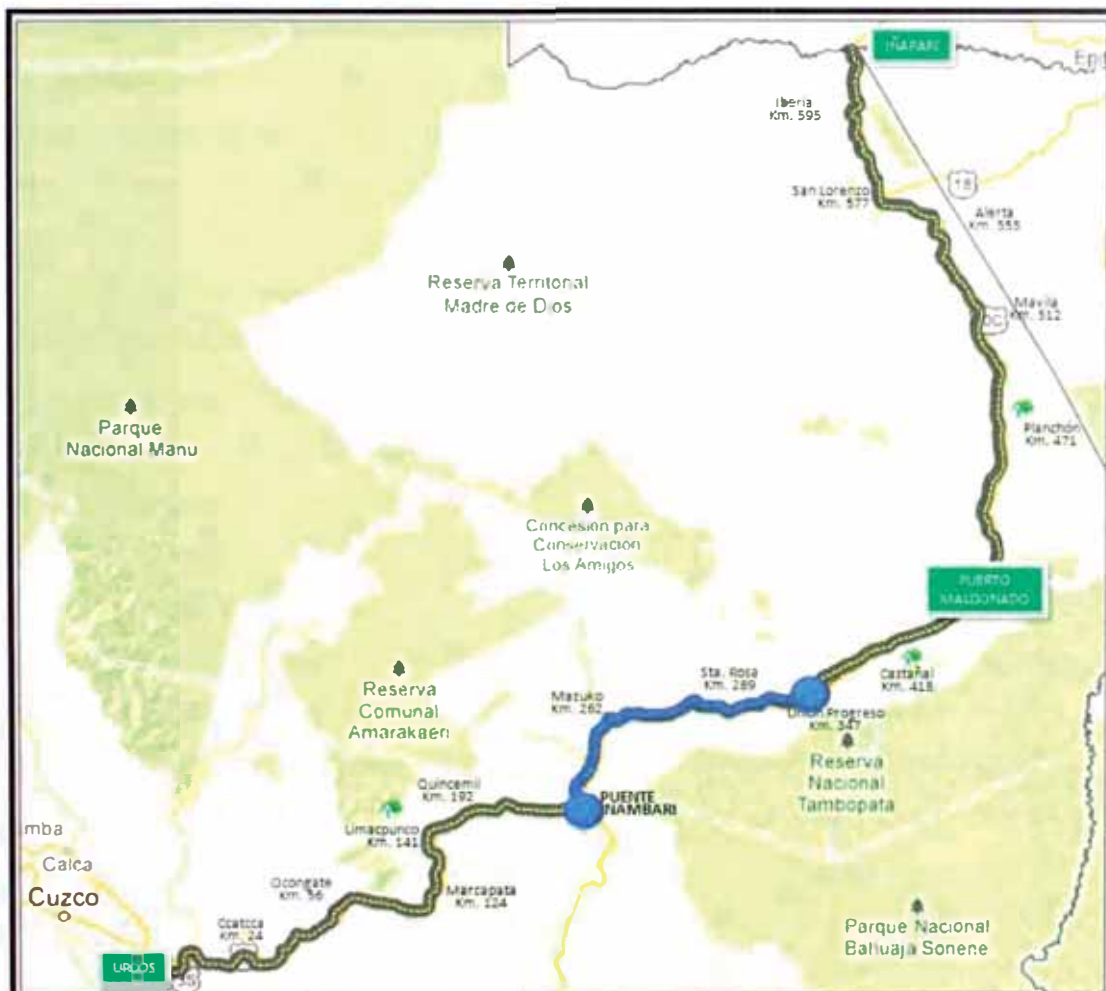 IÑAPARI
Iberia
Km. 595
San Lorenzo
Km. 577
18
Alerta
Km. 555
Reserva Territorial
Madre de Dios
Mavila
Km. 512
0C
Parque
Nacional Manu
Planchón
Km. 471
Concesión para
Conservación
Los Amigos
PUERTO
MALDONADO
Sta. Rosa
Km. 289
Castañal
Km. 418
Mazuko
Km. 262
Unión Progreso
Km. 347
Reserva
Comunal
Amarakaeri
Reserva
Nacional
Tambopata
Quincemil
Km. 192
PUENTE
INAMBARI
Limacpunco
Km. 141
mba
Calca
Cuzco
Ocongate
Km. 56
Marcapata
Km. 124
Ccatcca
Km. 24
Parque Nacional
Bahuaja Sonene
URCOS
3S